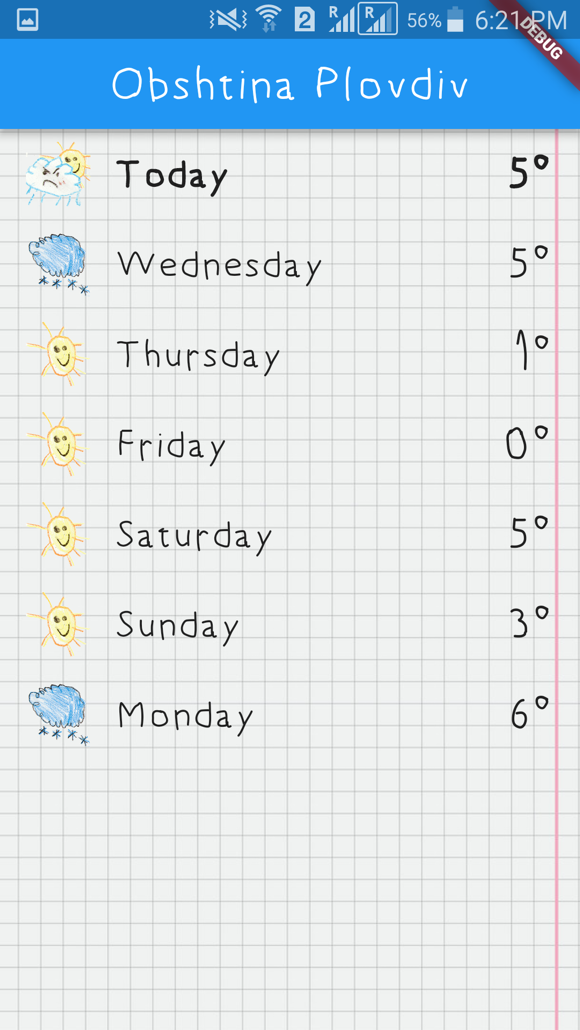 2 R R 56% 6:21 PM
DEBUG
Obshtina Plovdiv
Today 5°
Wednesday 5°
Thursday 1°
Friday 0°
Saturday 5°
Sunday 3°
Monday 6°